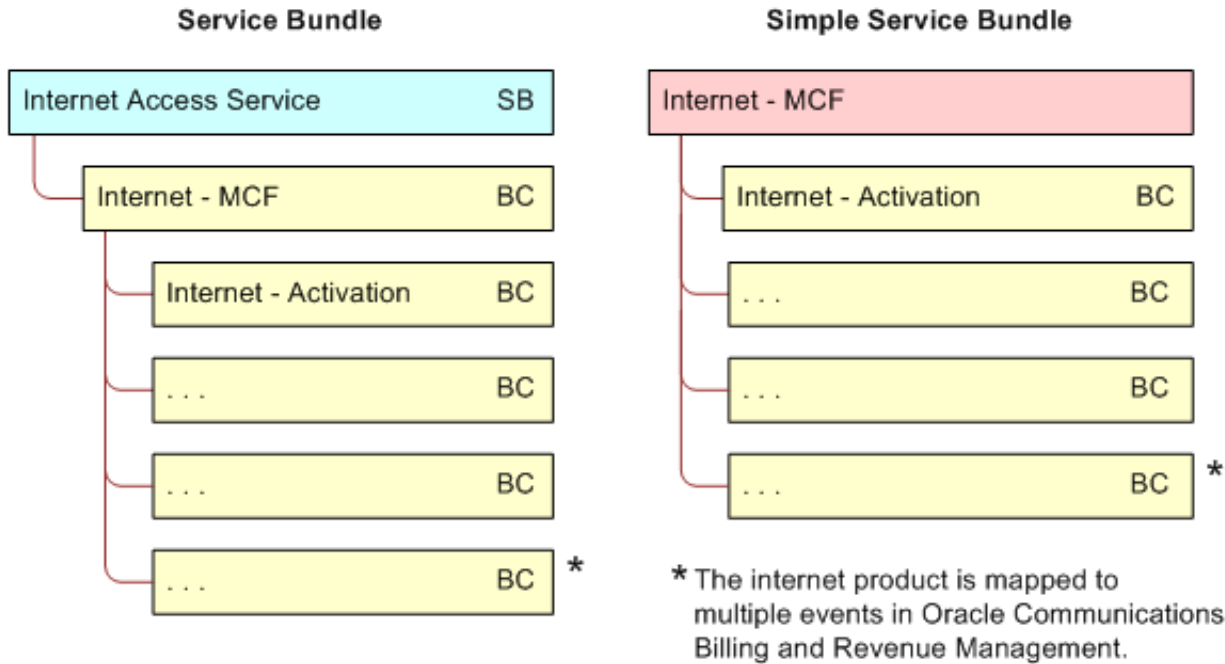 Service Bundle
Internet Access Service SB
Internet - MCF BC
Internet - Activation BC
. . . BC
. . . BC
. . . BC *
Simple Service Bundle
Internet - MCF
Internet - Activation BC
. . . BC
. . . BC
. . . BC *
* The internet product is mapped to
multiple events in Oracle Communications
Billing and Revenue Management.